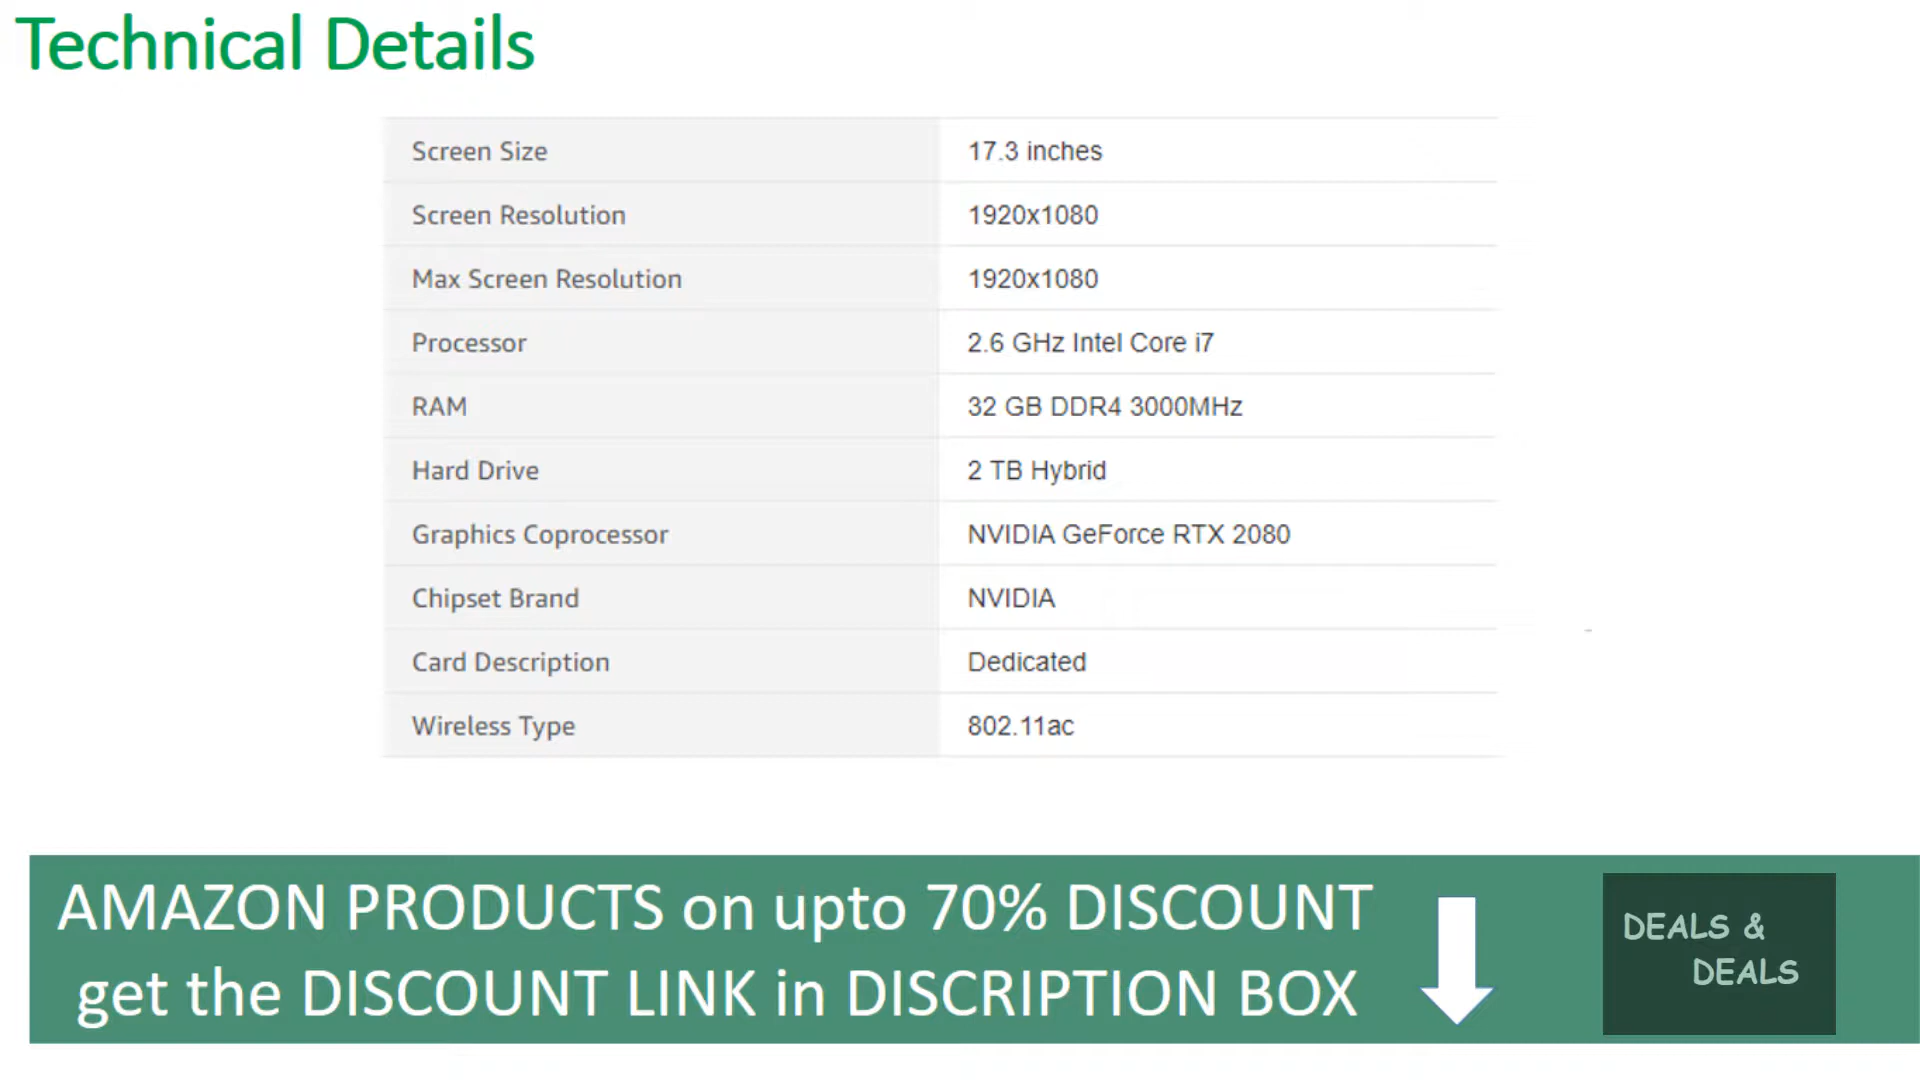 Technical Details
Screen Size 17.3 inches
Screen Resolution 1920x1080
Max Screen Resolution 1920x1080
Processor 2.6 GHz Intel Core i7
RAM 32 GB DDR4 3000MHz
Hard Drive 2 TB Hybrid
Graphics Coprocessor NVIDIA GeForce RTX 2080
Chipset Brand NVIDIA
Card Description Dedicated
Wireless Type 802.11ac
AMAZON PRODUCTS on upto 70% DISCOUNT
get the DISCOUNT LINK in DISCRIPTION BOX
DEALS &
DEALS